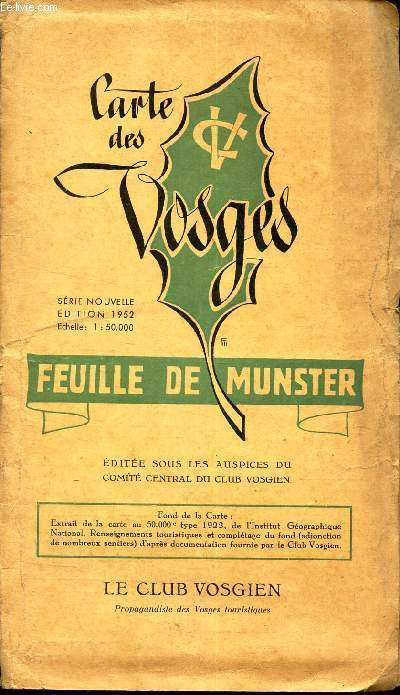 Le-livre.com
Carte
des
CV
Vosges
SÉRIE NOUVELLE
EDITION 1952
Echelle: 1:50.000
FEUILLE DE MUNSTER
ÉDITÉE SOUS LES AUSPICES DU
COMITÉ CENTRAL DU CLUB VOSGIEN
Fond de la Carte :
Extrait de la carte au 50.000e type 1922, de l'Institut Géographique
National. Renseignements touristiques et complétage du fond (adjonction
de nombreux sentiers) d'après documentation fournie par le Club Vosgien.
LE CLUB VOSGIEN
Propagandiste des Vosges touristiques